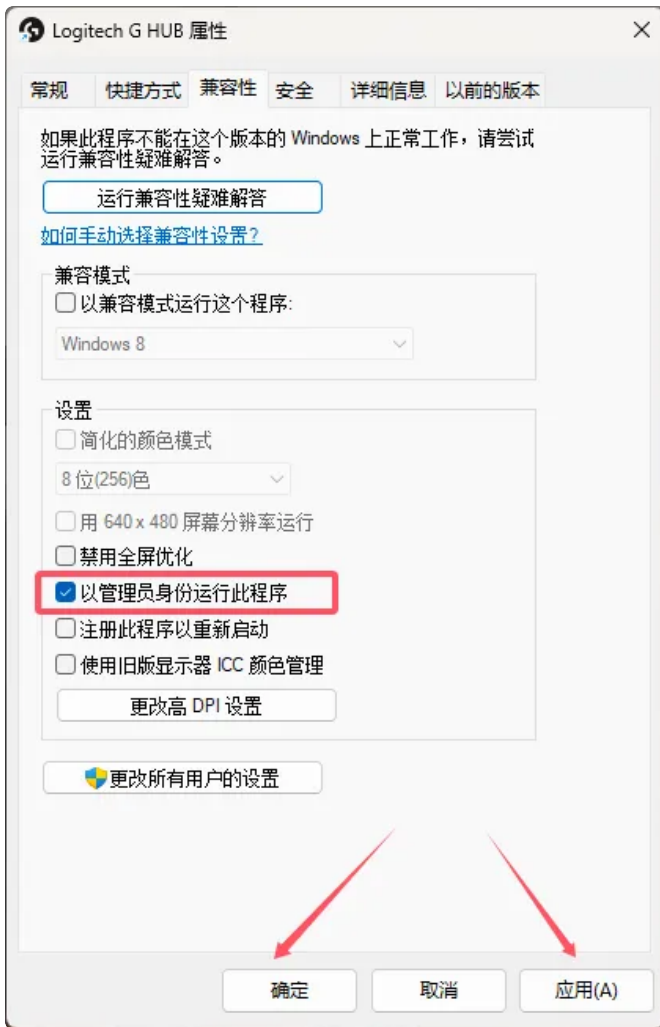 Logitech G HUB 属性
常规 快捷方式 兼容性 安全 详细信息 以前的版本
如果此程序不能在这个版本的 Windows 上正常工作，请尝试
运行兼容性疑难解答。
运行兼容性疑难解答
如何手动选择兼容性设置?
兼容模式
以兼容模式运行这个程序:
Windows 8
设置
简化的颜色模式
8 位(256)色
用 640 x 480 屏幕分辨率运行
禁用全屏优化
以管理员身份运行此程序
注册此程序以重新启动
使用旧版显示器 ICC 颜色管理
更改高 DPI 设置
更改所有用户的设置
确定 取消 应用(A)